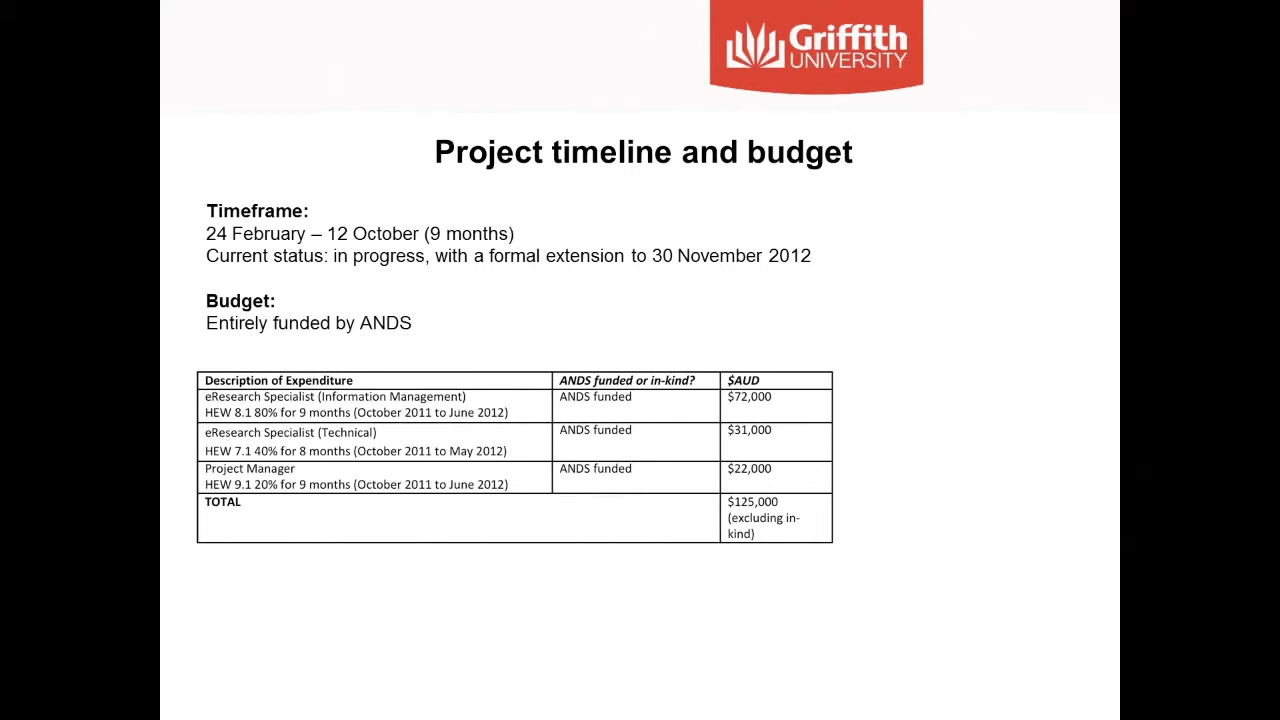 Griffith
UNIVERSITY
Project timeline and budget
Timeframe:
24 February – 12 October (9 months)
Current status: in progress, with a formal extension to 30 November 2012
Budget:
Entirely funded by ANDS
Description of Expenditure ANDS funded or in-kind? $AUD
eResearch Specialist (Information Management) ANDS funded $72,000
HEW 8.1 80% for 9 months (October 2011 to June 2012)
eResearch Specialist (Technical) ANDS funded $31,000
HEW 7.1 40% for 8 months (October 2011 to May 2012)
Project Manager ANDS funded $22,000
HEW 9.1 20% for 9 months (October 2011 to June 2012)
TOTAL $125,000
(excluding in-
kind)